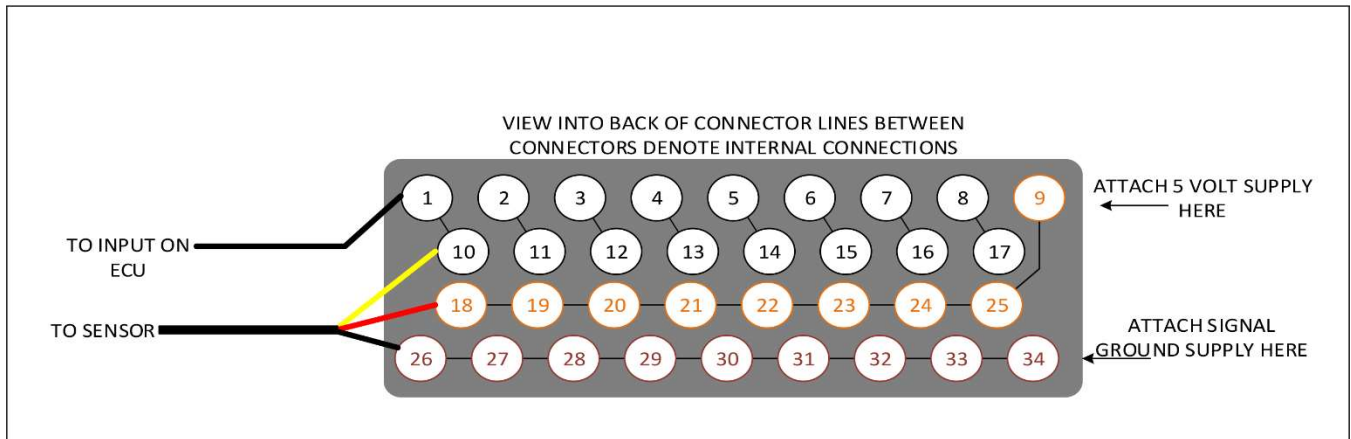 VIEW INTO BACK OF CONNECTOR LINES BETWEEN
CONNECTORS DENOTE INTERNAL CONNECTIONS
1 2 3 4 5 6 7 8 9
ATTACH 5 VOLT SUPPLY
HERE
TO INPUT ON
ECU
10 11 12 13 14 15 16 17
18 19 20 21 22 23 24 25
TO SENSOR
ATTACH SIGNAL
GROUND SUPPLY HERE
26 27 28 29 30 31 32 33 34